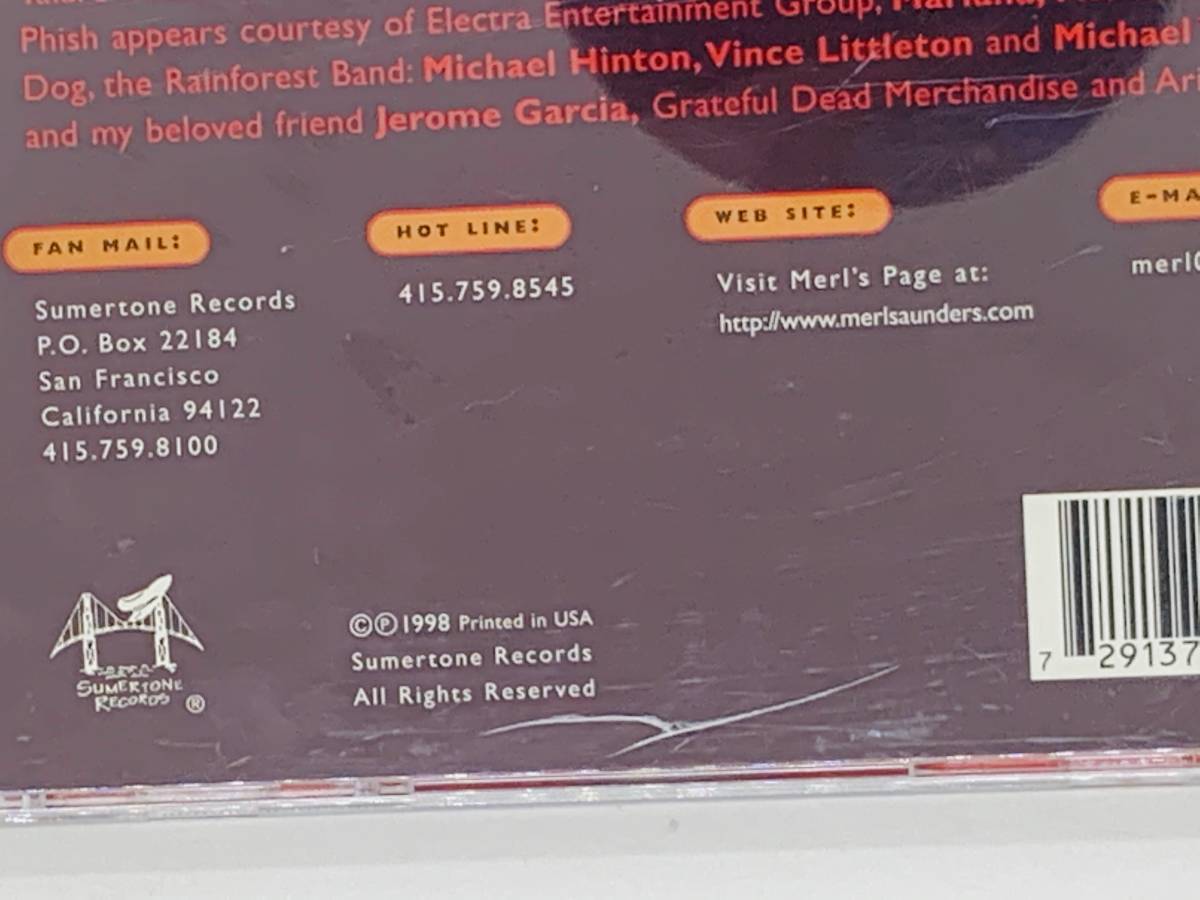 Phish appears courtesy of Electra Entertainment Group,
Dog, the Rainforest Band: Michael Hinton, Vince Littleton and Michael
and my beloved friend Jerome Garcia, Grateful Dead Merchandise and
FAN MAIL:
Sumertone Records
P.O. Box 22184
San Francisco
California 94122
415.759.8100
HOT LINE:
415.759.8545
WEB SITE:
Visit Merl's Page at:
http://www.merlsaunders.com
E-MA
merl
SUMERTONE
RECORDS ®
©℗1998 Printed in USA
Sumertone Records
All Rights Reserved
7 29137